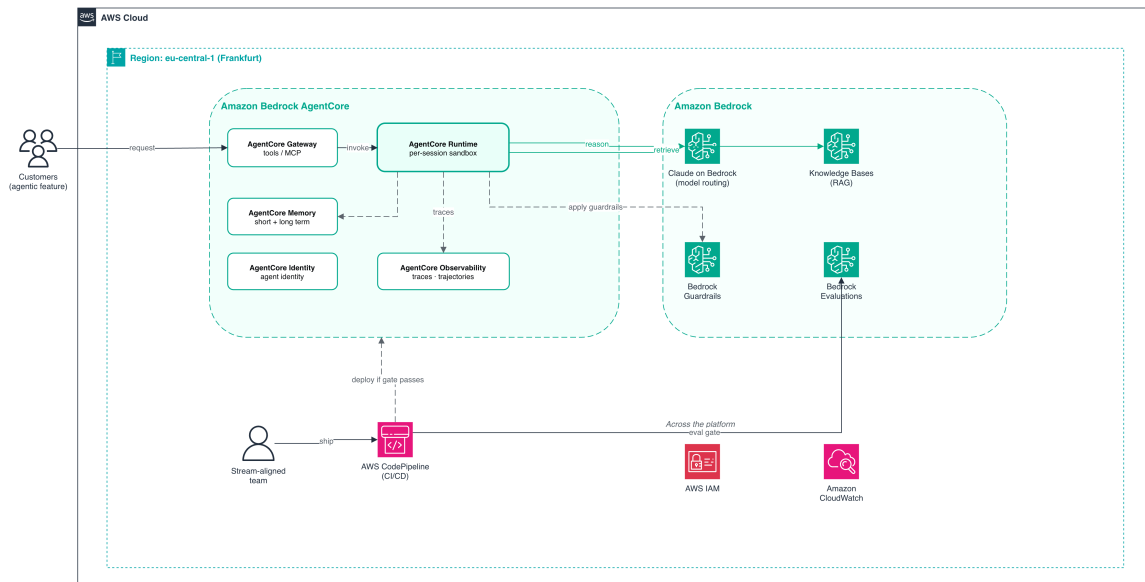 aws
AWS Cloud
Region: eu-central-1 (Frankfurt)
Amazon Bedrock AgentCore
Amazon Bedrock
Customers
(agentic feature)
request
AgentCore Gateway
tools / MCP
invoke
AgentCore Runtime
per-session sandbox
reason
retrieve
Claude on Bedrock
(model routing)
Knowledge Bases
(RAG)
AgentCore Memory
short + long term
traces
apply guardrails
AgentCore Identity
agent identity
AgentCore Observability
traces · trajectories
Bedrock
Guardrails
Bedrock
Evaluations
deploy if gate passes
Stream-aligned
team
ship
AWS CodePipeline
(CI/CD)
Across the platform
eval gate
AWS IAM
Amazon
CloudWatch